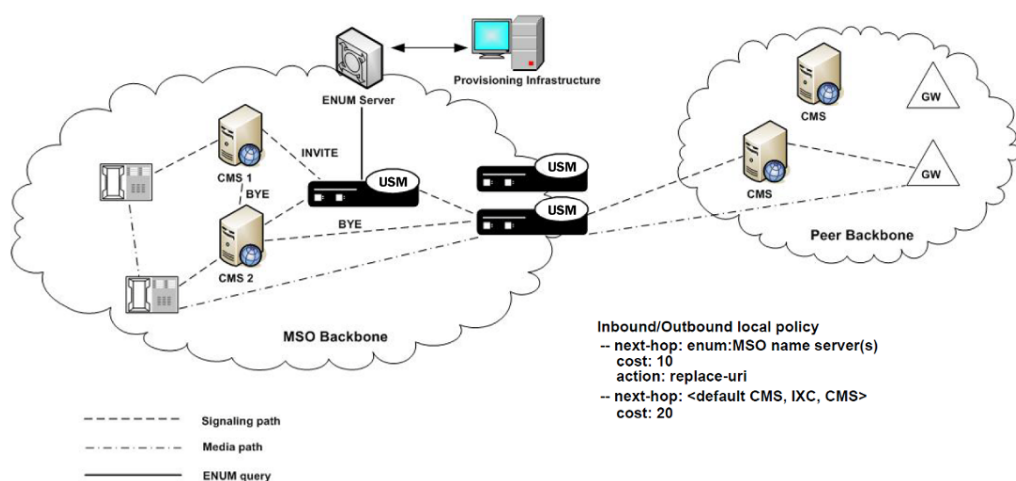 Provisioning Infrastructure
ENUM Server
CMS
GW
INVITE
USM
CMS 1
USM
CMS
GW
BYE
USM
BYE
Peer Backbone
CMS 2
MSO Backbone
Inbound/Outbound local policy
-- next-hop: enum:MSO name server(s)
cost: 10
action: replace-uri
-- next-hop: <default CMS, IXC, CMS>
cost: 20
Signaling path
Media path
ENUM query